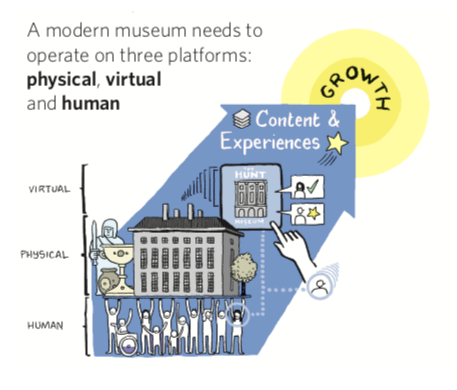 A modern museum needs to
operate on three platforms:
physical, virtual
and human
GROWTH
Content &
Experiences
VIRTUAL
THE
HUNT
MUSEUM
PHYSICAL
HUMAN